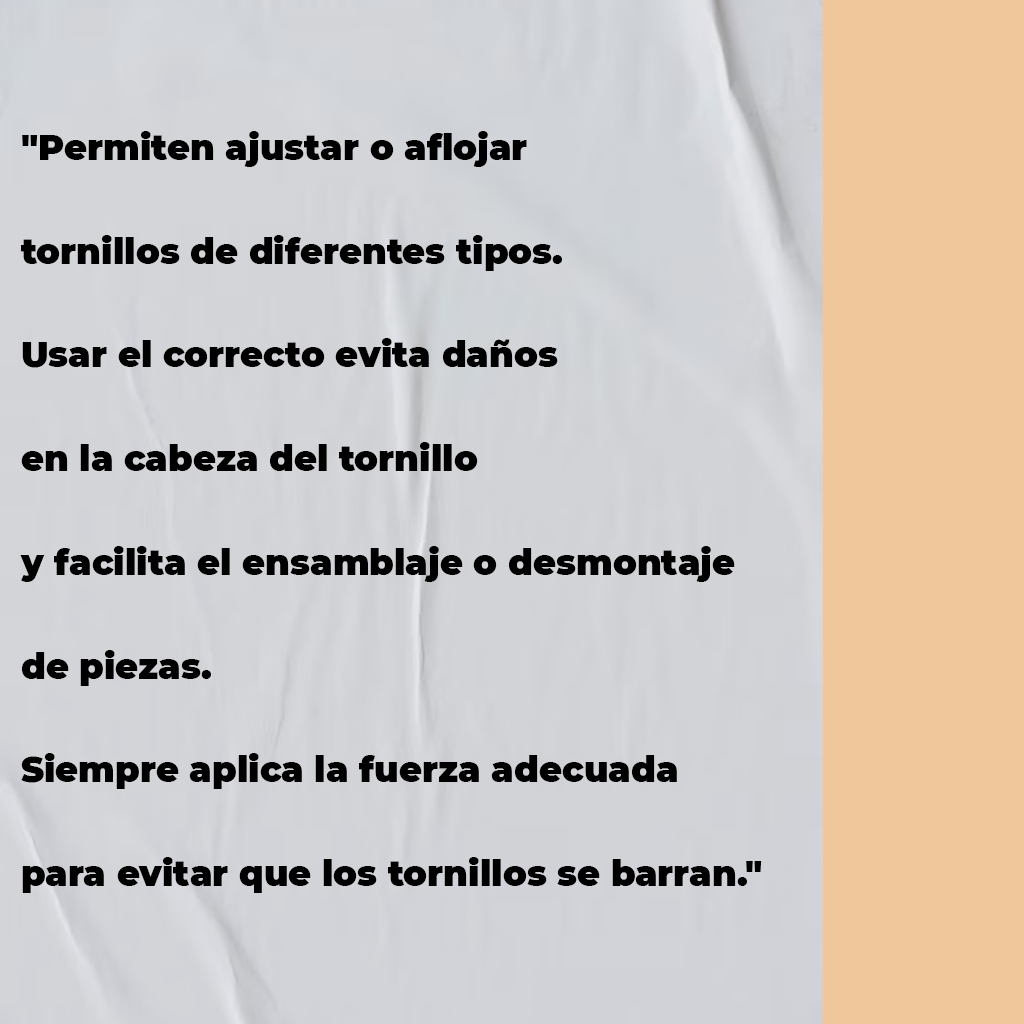 "Permiten ajustar o aflojar
tornillos de diferentes tipos.
Usar el correcto evita daños
en la cabeza del tornillo
y facilita el ensamblaje o desmontaje
de piezas.
Siempre aplica la fuerza adecuada
para evitar que los tornillos se barran."